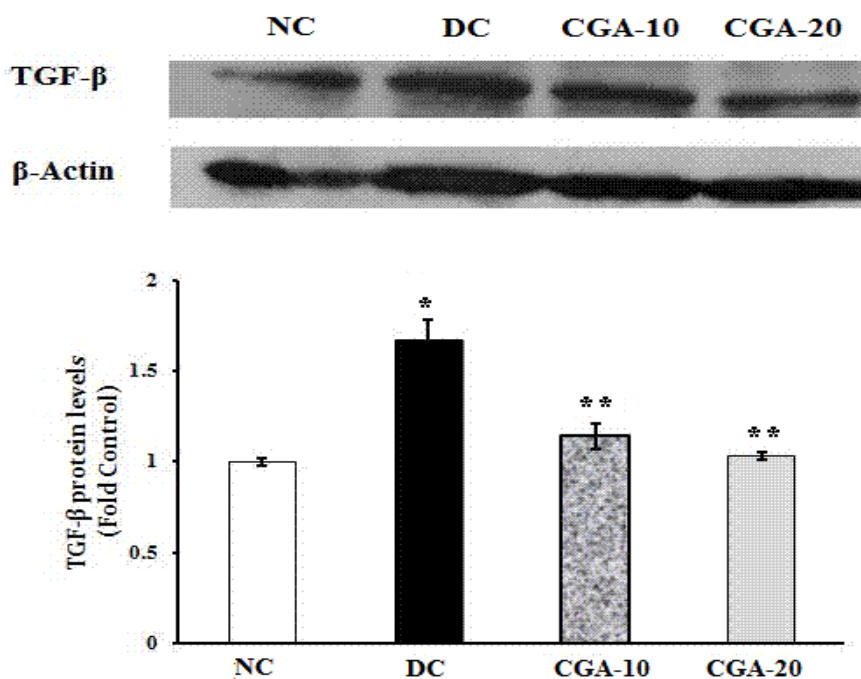 NC DC CGA-10 CGA-20
TGF-β
β-Actin
2
1.5
1
0.5
0
TGF-β protein levels
(Fold Control)
*
**
**
NC DC CGA-10 CGA-20